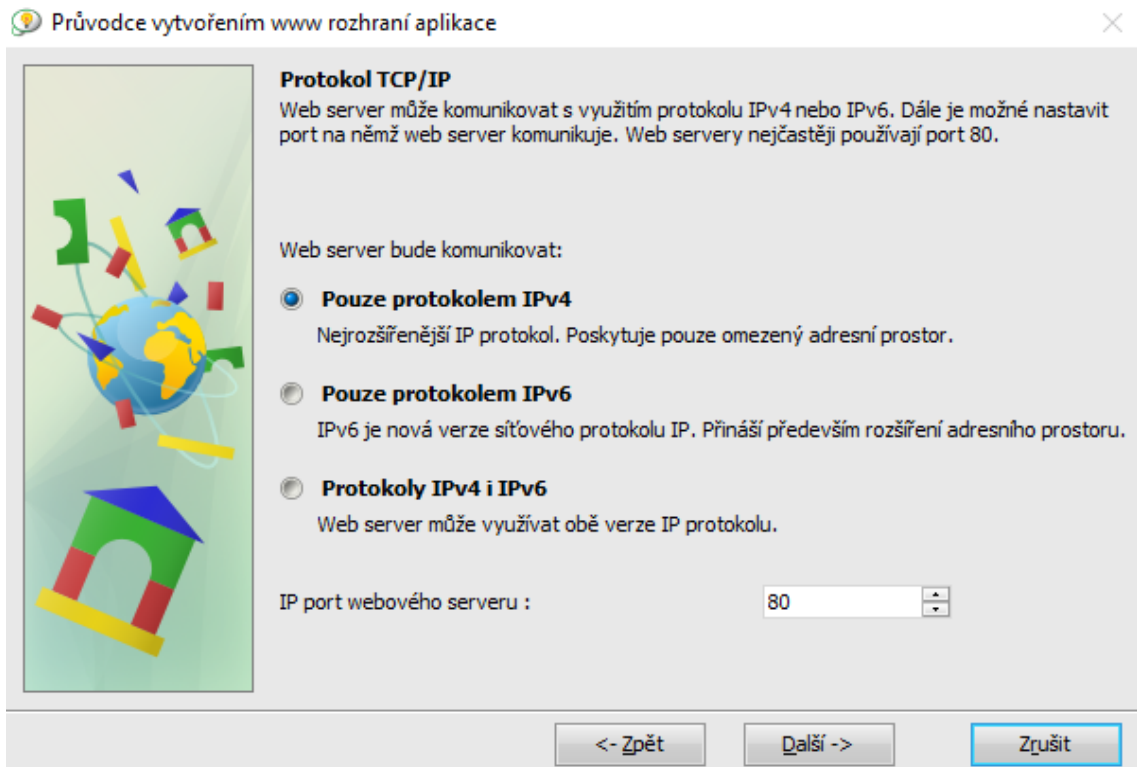 Průvodce vytvořením www rozhraní aplikace
Protokol TCP/IP
Web server může komunikovat s využitím protokolu IPv4 nebo IPv6. Dále je možné nastavit
port na němž web server komunikuje. Web servery nejčastěji používají port 80.
Web server bude komunikovat:
Pouze protokolem IPv4
Nejrozšířenější IP protokol. Poskytuje pouze omezený adresní prostor.
Pouze protokolem IPv6
IPv6 je nová verze síťového protokolu IP. Přináší především rozšíření adresního prostoru.
Protokoly IPv4 i IPv6
Web server může využívat obě verze IP protokolu.
IP port webového serveru : 80
<- Zpět Další -> Zrušit